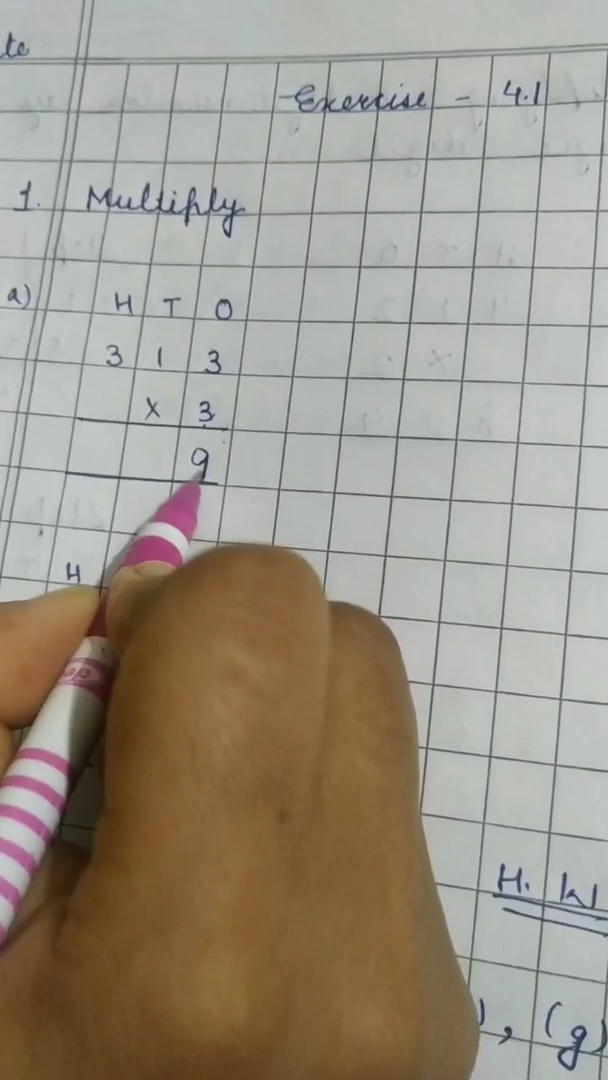 Exercise - 4.1
1. Multiply
a) H T O
3 1 3
x 3
9
H
H. W
), (g)